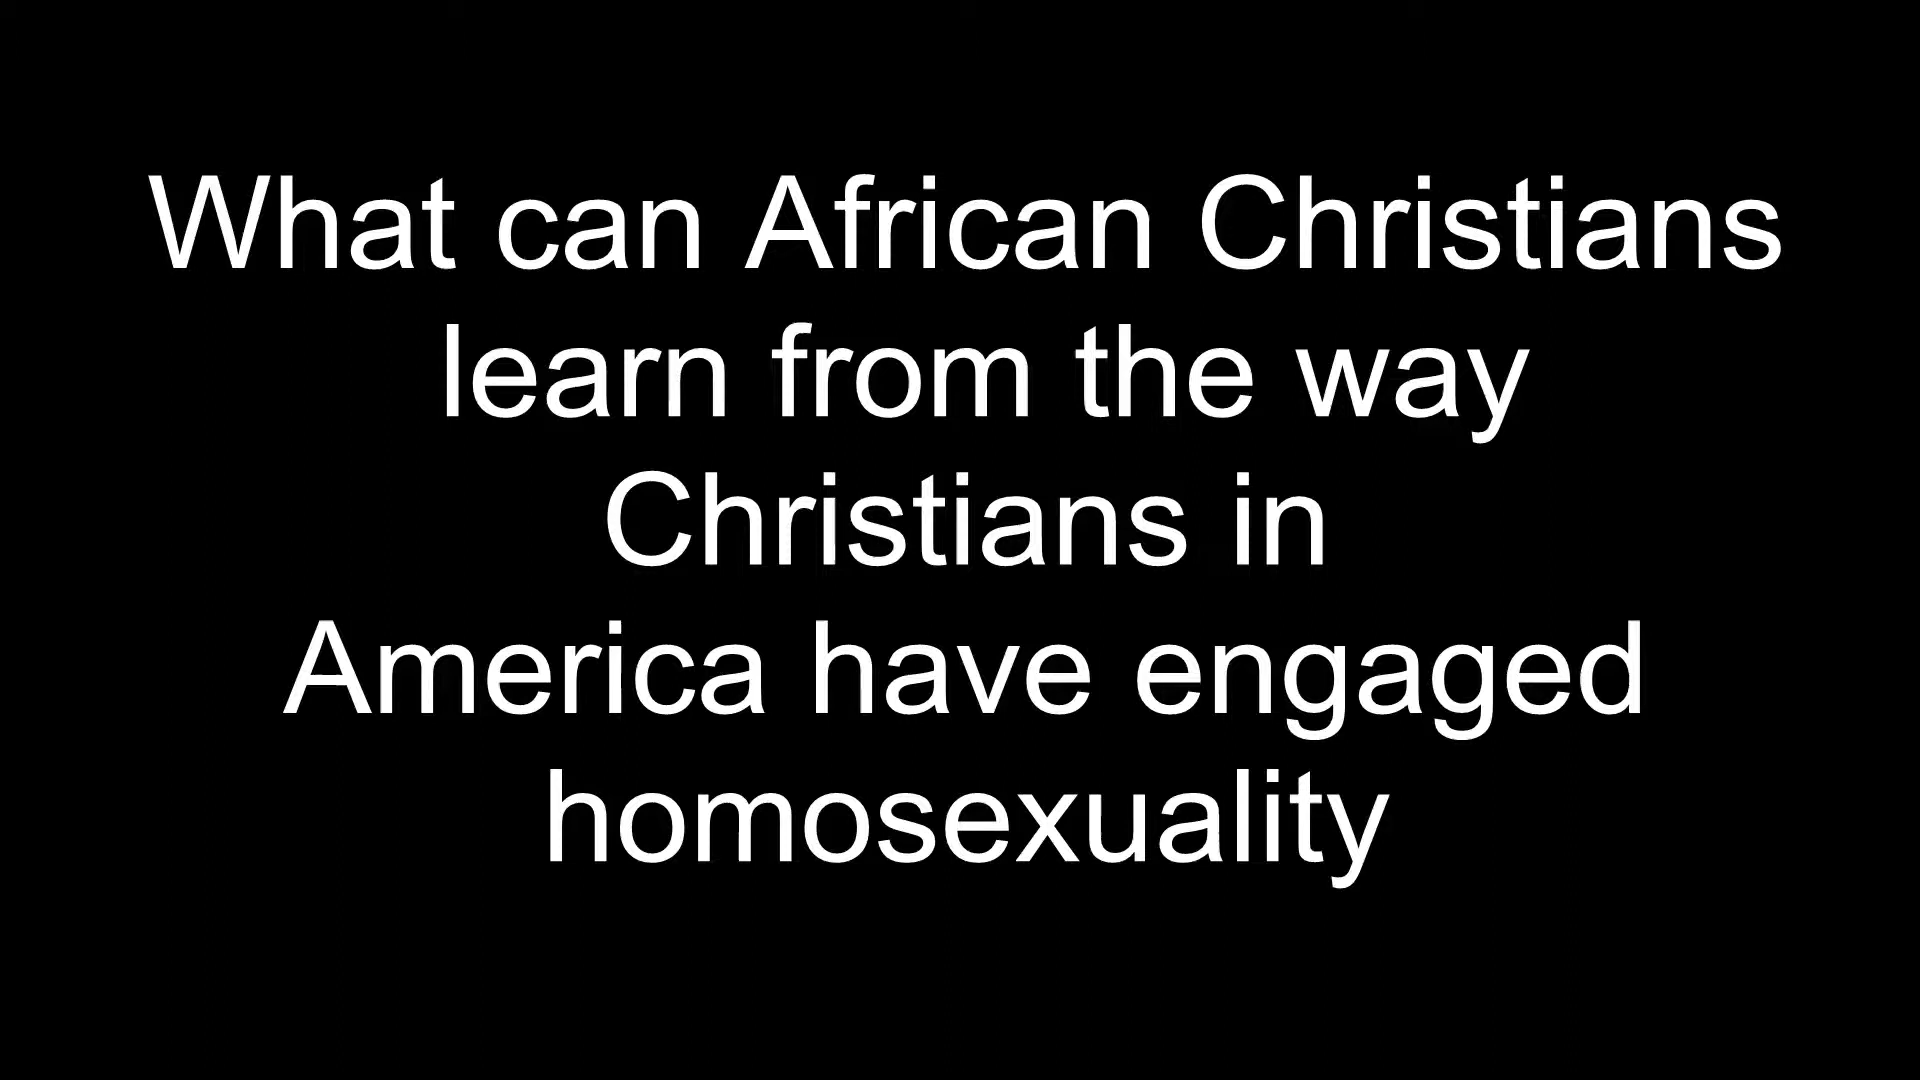 What can African Christians
learn from the way
Christians in
America have engaged
homosexuality